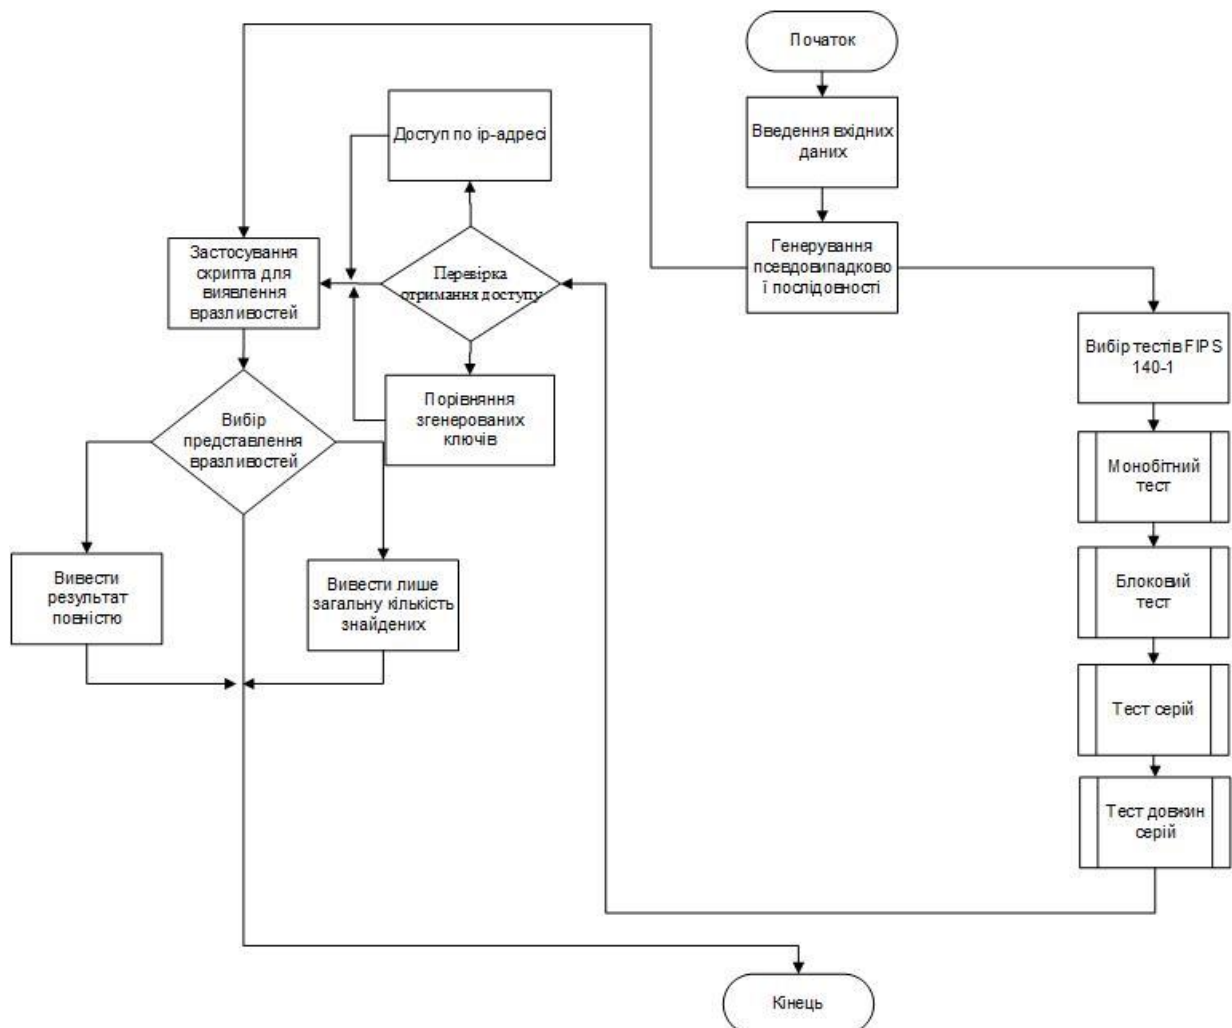 Початок
Введення вхідних
даних
Доступ по ip-адресі
Генерування
псевдовипадково
ї послідовності
Застосування
скрипта для
виявлення
вразливостей
Перевірка
отримання доступу
Вибір тестів FIPS
140-1
Порівняння
згенерованих
ключів
Вибір
представлення
вразливостей
Монобітний
тест
Вивести
результат
повністю
Вивести лише
загальну кількість
знайдених
Блоковий
тест
Тест серій
Тест довжин
серій
Кінець